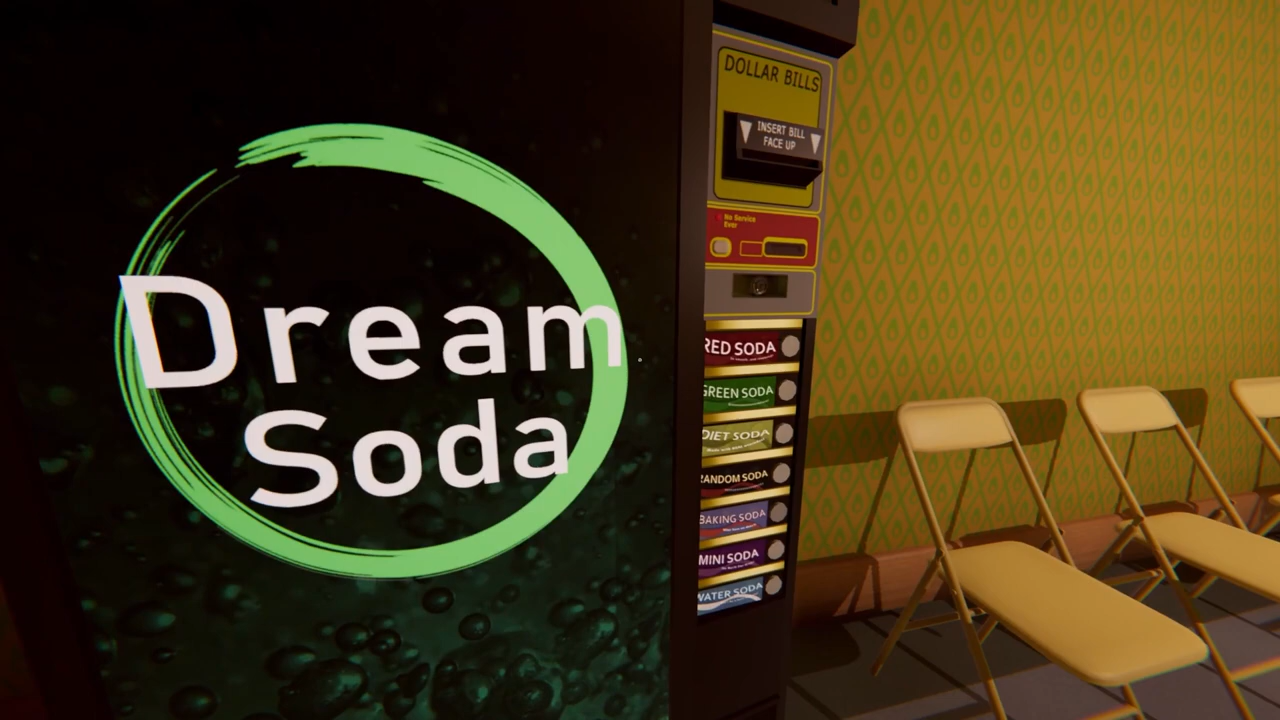 Dream
Soda
DOLLAR BILLS
INSERT BILL
FACE UP
No Service
Ever
RED SODA
GREEN SODA
DIET SODA
RANDOM SODA
BAKING SODA
MINI SODA
WATER SODA